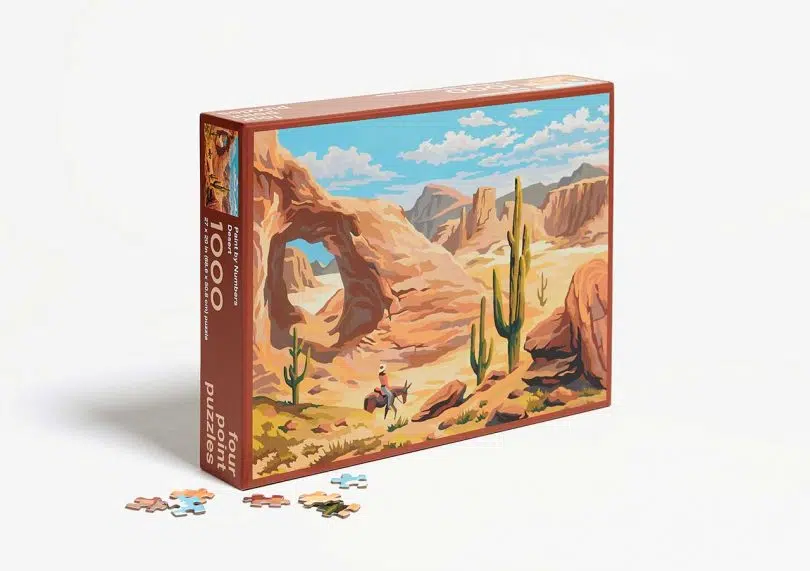 Paint by Numbers
Desert
1000
27 x 20 in (68.6 x 50.8 cm) puzzle
four
point
puzzles